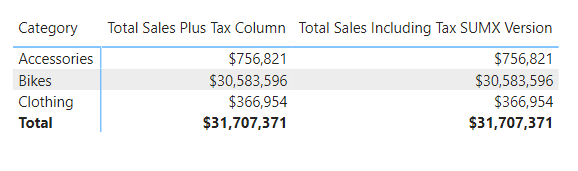 Category Total Sales Plus Tax Column Total Sales Including Tax SUMX Version
Accessories $756,821 $756,821
Bikes $30,583,596 $30,583,596
Clothing $366,954 $366,954
Total $31,707,371 $31,707,371